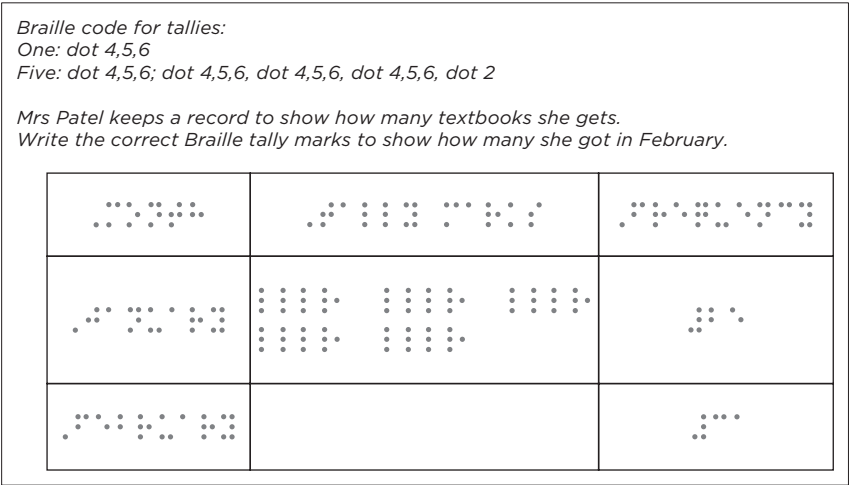 Braille code for tallies:
One: dot 4,5,6
Five: dot 4,5,6; dot 4,5,6, dot 4,5,6, dot 4,5,6, dot 2
Mrs Patel keeps a record to show how many textbooks she gets.
Write the correct Braille tally marks to show how many she got in February.
⠠⠍⠕⠝⠞⠓ ⠠⠞⠁⠇⠇⠽ ⠍⠁⠗⠅⠎ ⠠⠋⠗⠑⠟⠥⠑⠝⠉⠽
⠠⠚⠁⠝⠥⠁⠗⠽ ⠸⠸⠸⠸⠂ ⠸⠸⠸⠸⠂ ⠸⠸⠸⠸⠂ ⠼⠃⠑
⠸⠸⠸⠸⠂ ⠸⠸⠸⠸⠂
⠠⠋⠑⠃⠗⠥⠁⠗⠽ ⠼⠉⠁